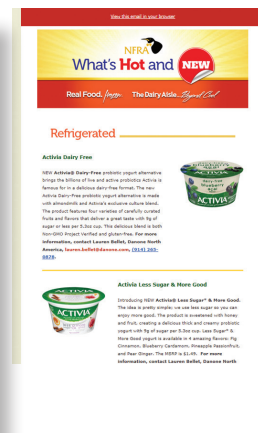 View this email in your browser
NFRA
What's Hot and NEW
Real Food. Frozen The Dairy Aisle...Beyond Cool
Refrigerated
Activia Dairy Free
NEW Activia® Dairy-Free probiotic yogurt alternative
brings the billions of live and active probiotics Activia is
famous for in a delicious dairy-free format. The new
Activia Dairy-Free probiotic yogurt alternative is made
with almondmilk and Activia's exclusive culture blend.
The product features four varieties of carefully curated
fruits and flavors that deliver a great taste with 9g of
sugar or less per 5.3oz cup. This delicious blend is both
Non-GMO Project Verified and gluten-free. For more
information, contact Lauren Bellet, Danone North
America, lauren.bellet@danone.com, (914) 265-
6878.
dairy-free
blueberry
ACTIVIA
Activia Less Sugar & More Good
Introducing NEW Activia® Less Sugar* & More Good.
The idea is pretty simple: we use less sugar so you can
enjoy more good. The product is sweetened with honey
and fruit, creating a delicious thick and creamy probiotic
yogurt with 9g of sugar per 5.3oz cup. Less Sugar* &
More Good yogurt is available in 4 amazing flavors: Fig
Cinnamon, Blueberry Cardamom, Pineapple Passionfruit,
and Pear Ginger. The MSRP is $1.49. For more
information, contact Lauren Bellet, Danone North
ACTIVIA